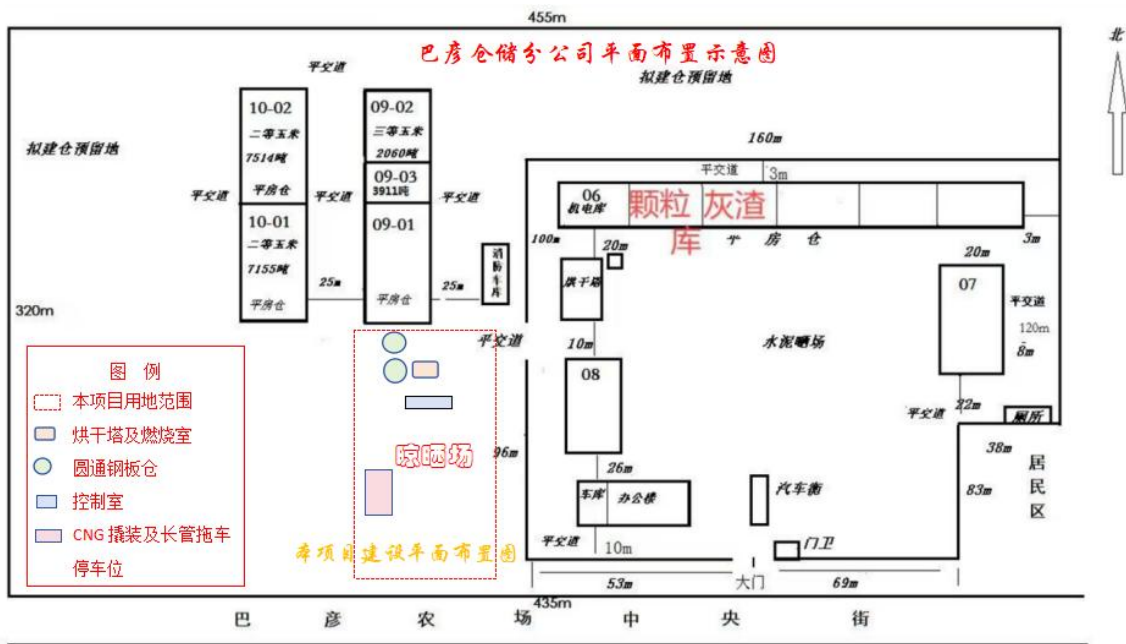 455m
巴彦仓储分公司平面布置示意图
北
平交道
拟建仓预留地
10-02
二等玉米
7514吨
平房仓
09-02
三等玉米
2060吨
160m
拟建仓预留地
平交道
3m
平交道
平交道
平交道
09-03
3911吨
06
机电库
颗粒 灰渣
库
平 房 仓
10-01
二等玉米
7155吨
平房仓
09-01
平房仓
100m
20m
3m
20m
消防车库
烘干塔
07
平交道
25m
25m
320m
120m
8m
平交道
10m
水泥晒场
图 例
本项目用地范围
烘干塔及燃烧室
圆通钢板仓
控制室
CNG 撬装及长管拖车
停车位
08
22m
平交道
厕所
晾晒场
96m
26m
38m
居民区
83m
车库
办公楼
汽车衡
本项目建设平面布置图
平交道
10m
门卫
53m
大门
69m
435m
巴 彦 农 场 中 央 街